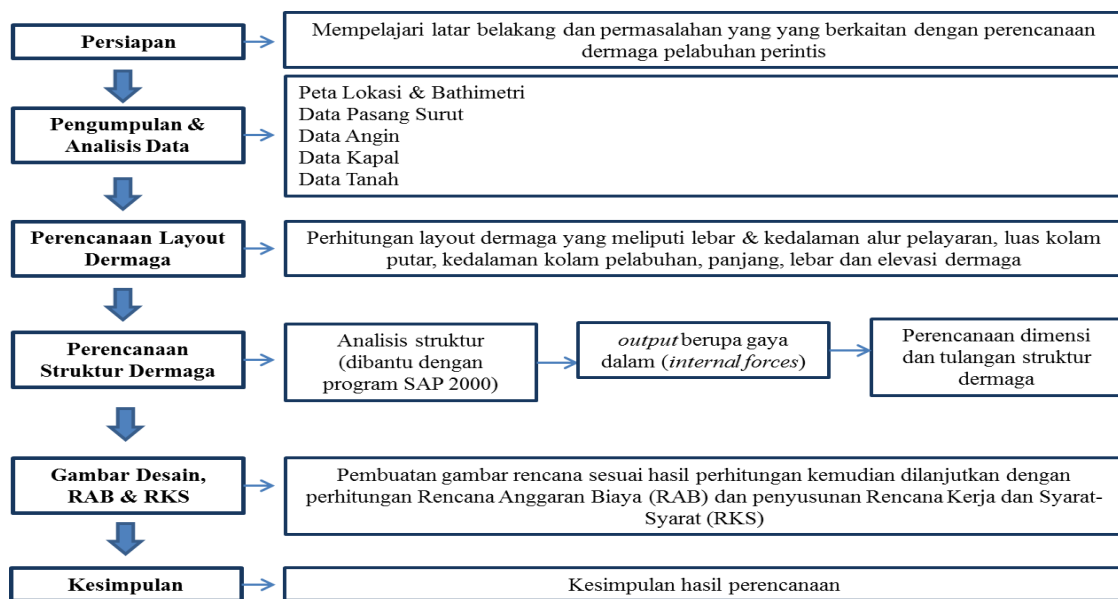 Persiapan
Mempelajari latar belakang dan permasalahan yang yang berkaitan dengan perencanaan
dermaga pelabuhan perintis
Pengumpulan &
Analisis Data
Peta Lokasi & Bathimetri
Data Pasang Surut
Data Angin
Data Kapal
Data Tanah
Perencanaan Layout
Dermaga
Perhitungan layout dermaga yang meliputi lebar & kedalaman alur pelayaran, luas kolam
putar, kedalaman kolam pelabuhan, panjang, lebar dan elevasi dermaga
Perencanaan
Struktur Dermaga
Analisis struktur
(dibantu dengan
program SAP 2000)
output berupa gaya
dalam (internal forces)
Perencanaan dimensi
dan tulangan struktur
dermaga
Gambar Desain,
RAB & RKS
Pembuatan gambar rencana sesuai hasil perhitungan kemudian dilanjutkan dengan
perhitungan Rencana Anggaran Biaya (RAB) dan penyusunan Rencana Kerja dan Syarat-
Syarat (RKS)
Kesimpulan
Kesimpulan hasil perencanaan